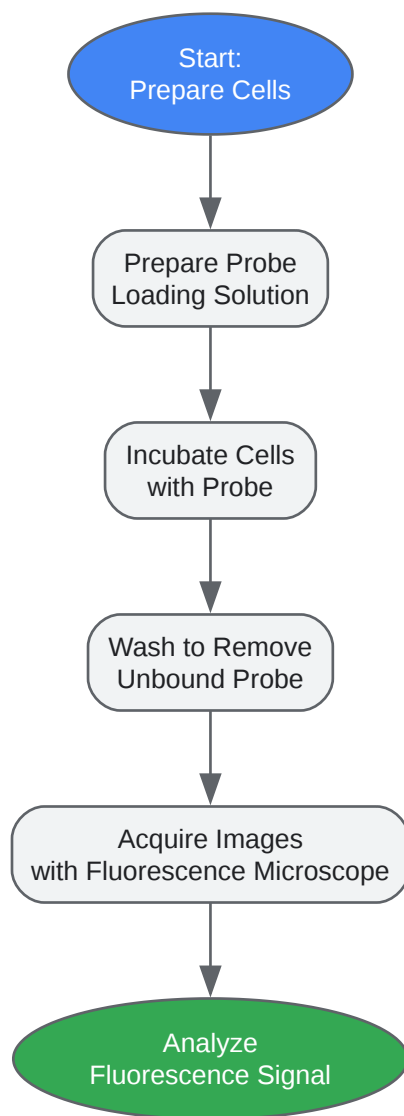 Start:
Prepare Cells
Prepare Probe
Loading Solution
Incubate Cells
with Probe
Wash to Remove
Unbound Probe
Acquire Images
with Fluorescence Microscope
Analyze
Fluorescence Signal